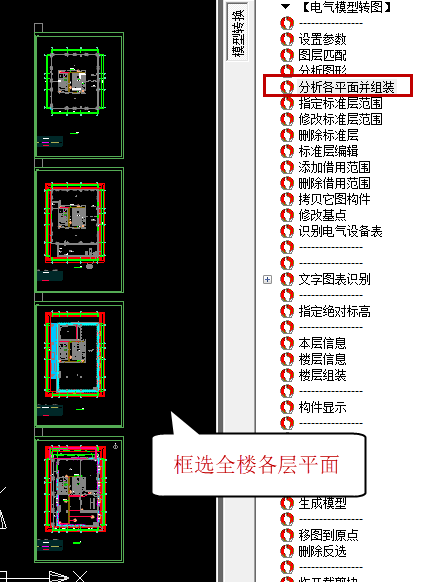 模型转换
【电气模型转图】
---------------
设置参数
图层匹配
分析图形
分析各平面并组装
指定标准层范围
修改标准层范围
删除标准层
标准层编辑
添加借用范围
删除借用范围
拷贝它图构件
修改基点
识别电气设备表
---------------
---------------
文字图表识别
---------------
指定绝对标高
---------------
本层信息
楼层信息
楼层组装
---------------
构件显示
---------------
框选全楼各层平面
生成模型
---------------
移图到原点
删除反选
---------------
X